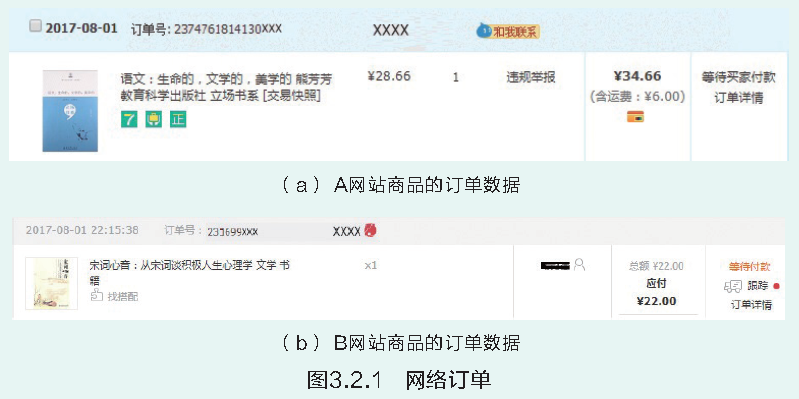 2017-08-01 订单号: 2374761814130XXX XXXX 和我联系
语文：生命的，文学的，美学的 熊芳芳 ¥28.66 1 违规举报 ¥34.66 等待买家付款
教育科学出版社 立场书系 [交易快照] (含运费：¥6.00) 订单详情
7 正
（a）A网站商品的订单数据
2017-08-01 22:15:38 订单号： 231699XXX XXXX
宋词心音：从宋词谈积极人生心理学 文学 书 x1 总额 ¥22.00 等待付款
籍 应付 跟踪
找搭配 ¥22.00 订单详情
（b）B网站商品的订单数据
图3.2.1 网络订单